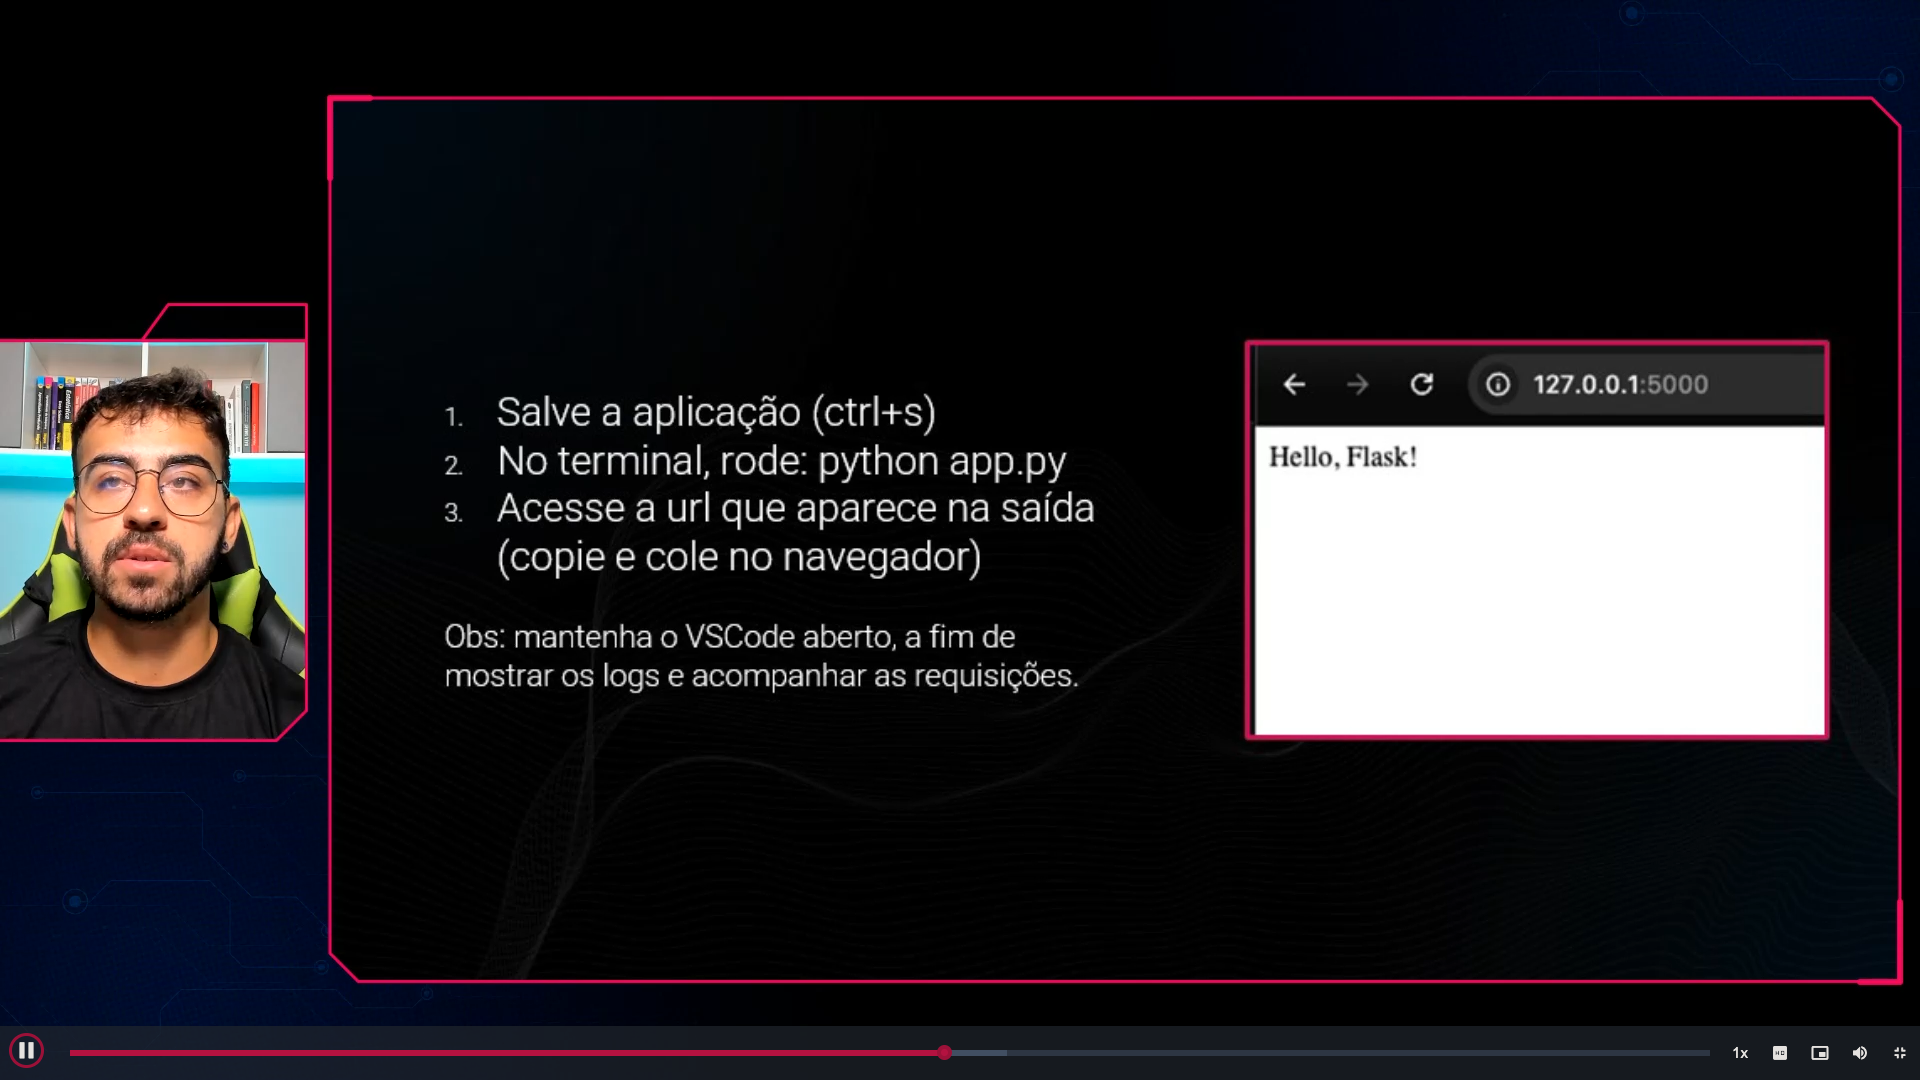 1. Salve a aplicação (ctrl+s)
2. No terminal, rode: python app.py
3. Acesse a url que aparece na saída
(copie e cole no navegador)
Obs: mantenha o VSCode aberto, a fim de
mostrar os logs e acompanhar as requisições.
127.0.0.1:5000
Hello, Flask!
1x
HD